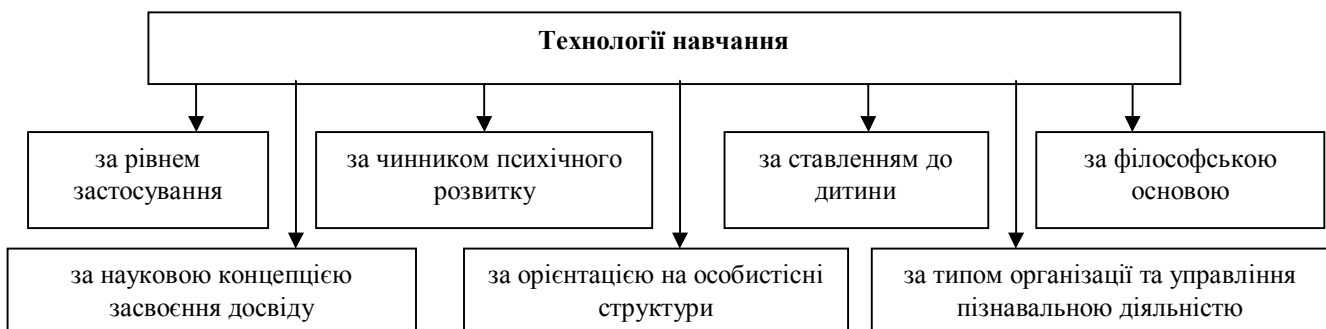 Технології навчання
за рівнем
застосування
за чинником психічного
розвитку
за ставленням до
дитини
за філософською
основою
за науковою концепцією
засвоєння досвіду
за орієнтацією на особистісні
структури
за типом організації та управління
пізнавальною діяльністю